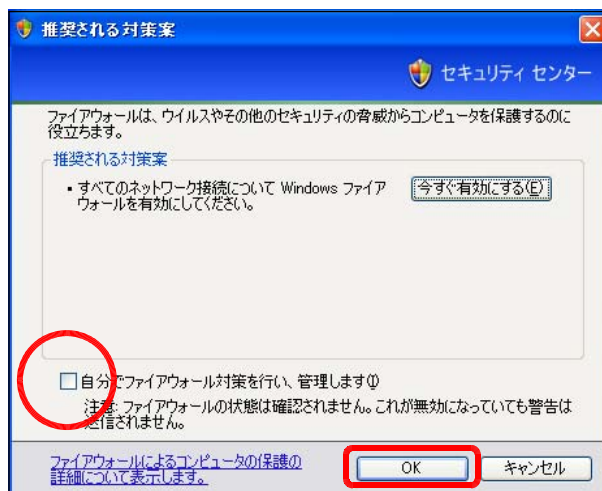 推奨される対策案
セキュリティ センター
ファイアウォールは、ウイルスやその他のセキュリティの脅威からコンピュータを保護するのに
役立ちます。
推奨される対策案
・すべてのネットワーク接続について Windows ファイア
ウォールを有効にしてください。
今すぐ有効にする(E)
自分でファイアウォール対策を行い、管理します(I)
注意: ファイアウォールの状態は確認されません。これが無効になっていても警告は
送信されません。
ファイアウォールによるコンピュータの保護の
詳細について表示します。
OK
キャンセル